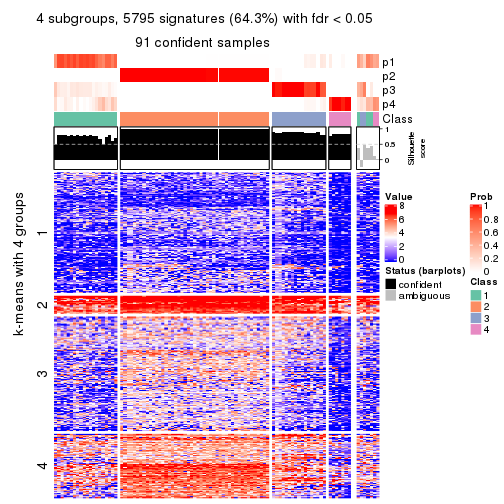 4 subgroups, 5795 signatures (64.3%) with fdr < 0.05
91 confident samples
p1
p2
p3
p4
Class
1
0.5
0
Silhouette
score
k-means with 4 groups
1
2
3
4
Value
8
6
4
2
0
Status (barplots)
confident
ambiguous
Prob
1
0.8
0.6
0.4
0.2
0
Class
1
2
3
4